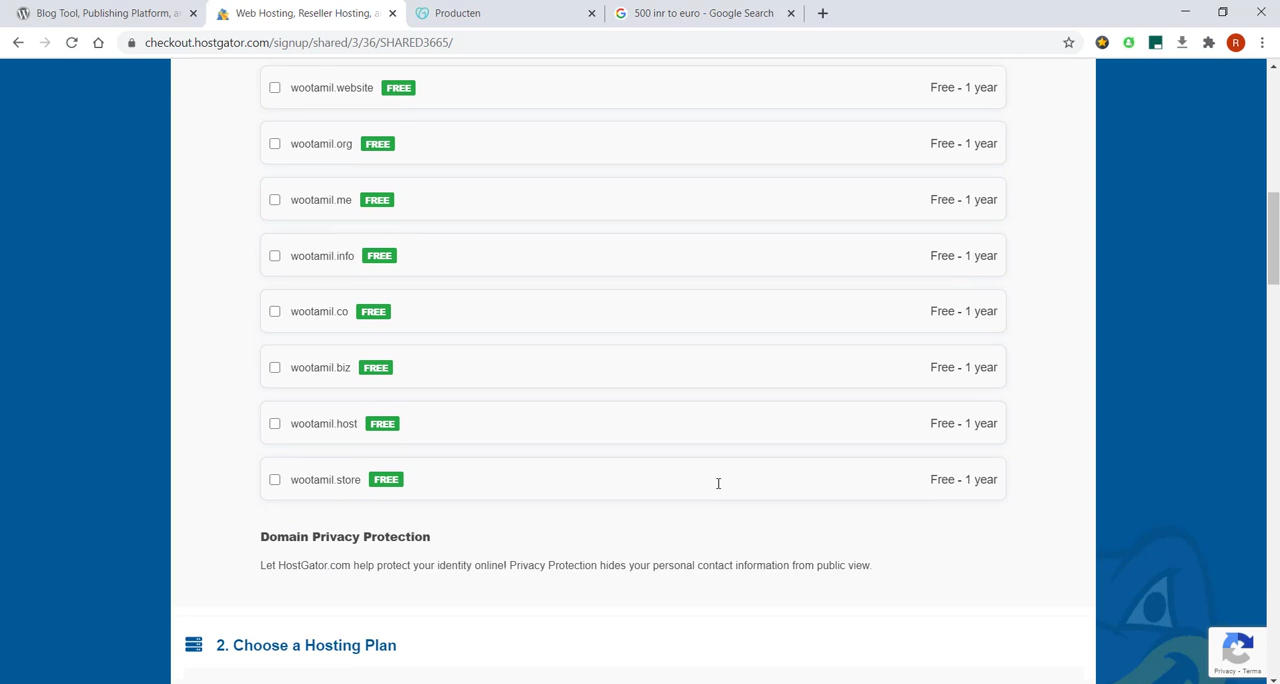 Blog Tool, Publishing Platform, a
Web Hosting, Reseller Hosting, a
Producten
500 inr to euro - Google Search
checkout.hostgator.com/signup/shared/3/36/SHARED3665/
R
wootamil.website FREE Free - 1 year
wootamil.org FREE Free - 1 year
wootamil.me FREE Free - 1 year
wootamil.info FREE Free - 1 year
wootamil.co FREE Free - 1 year
wootamil.biz FREE Free - 1 year
wootamil.host FREE Free - 1 year
wootamil.store FREE Free - 1 year
Domain Privacy Protection
Let HostGator.com help protect your identity online! Privacy Protection hides your personal contact information from public view.
2. Choose a Hosting Plan
Privacy - Terms